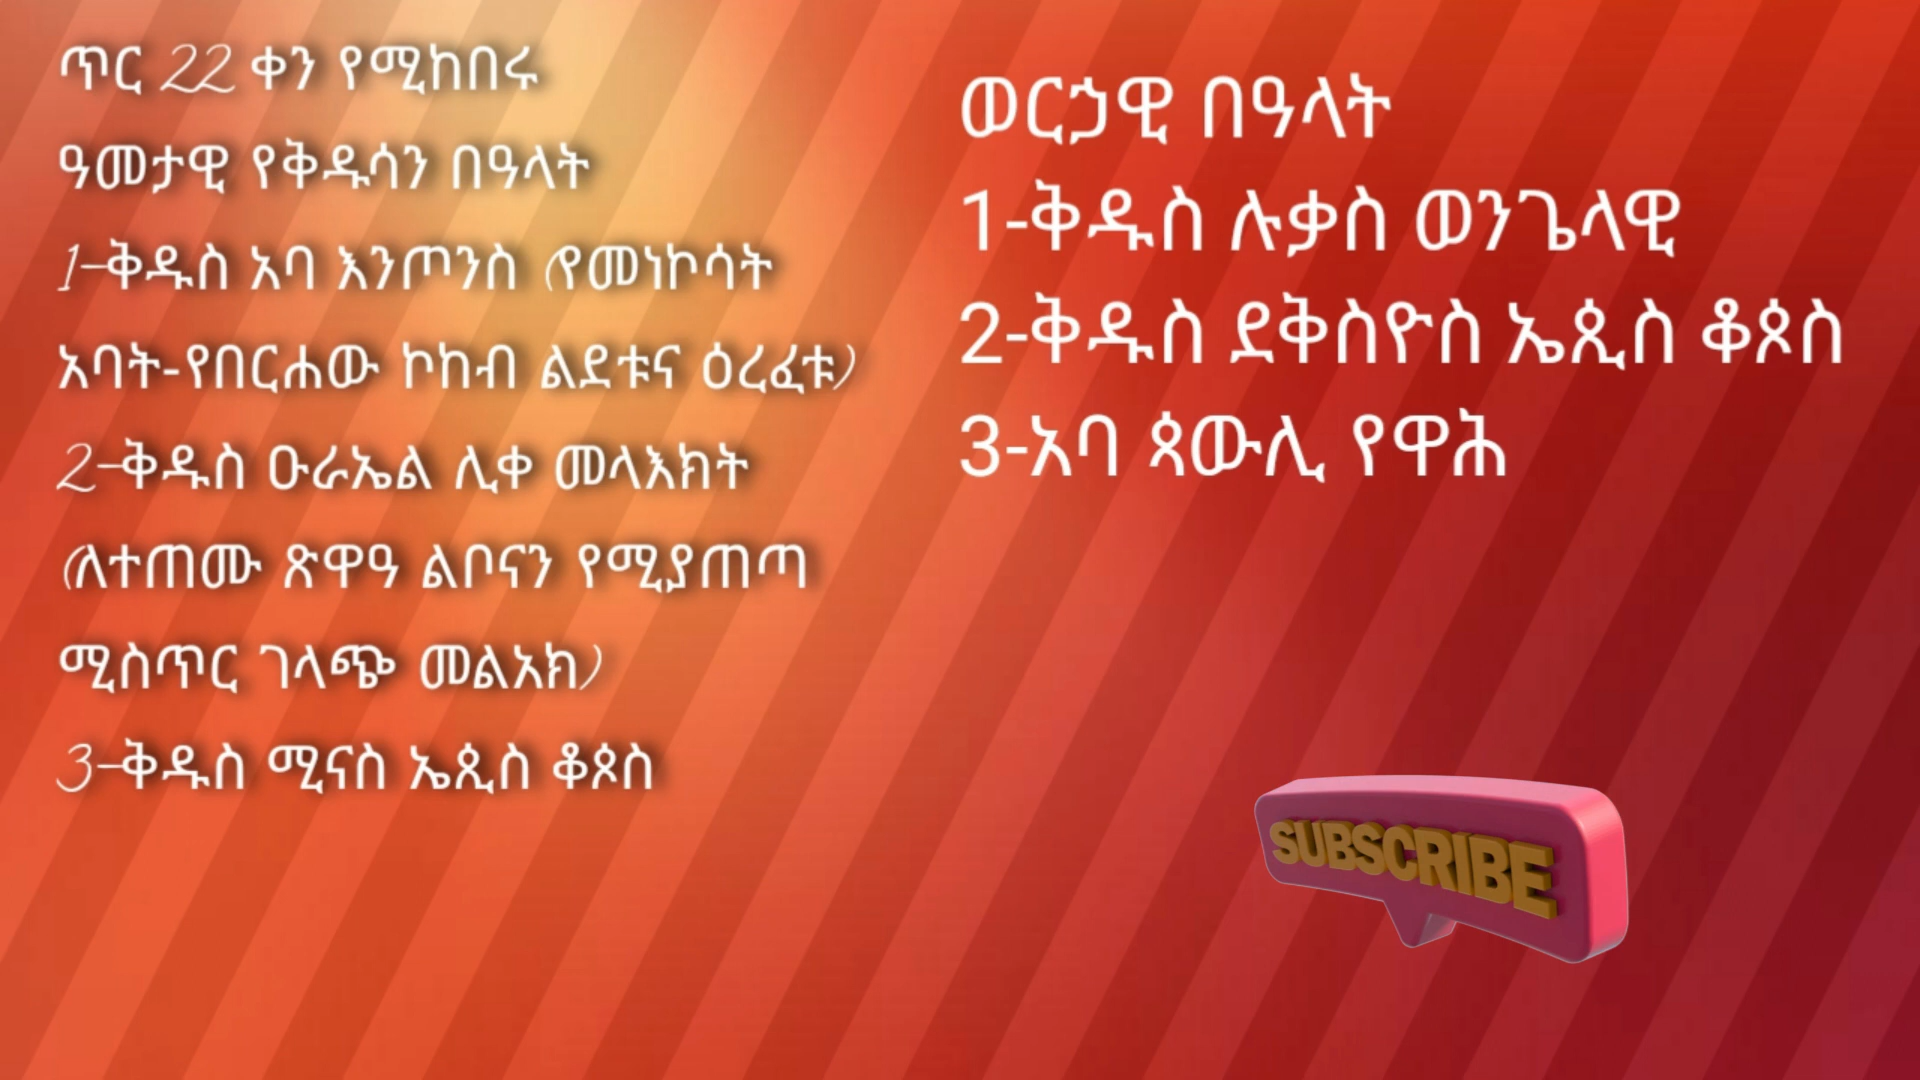 ጥር 22 ቀን የሚከበሩ
ዓመታዊ የቅዱሳን በዓላት
1-ቅዱስ አባ እንጦንስ (የመነኮሳት
አባት-የበርሐው ኮከብ ልደቱና ዕረፈቱ)
2-ቅዱስ ዑራኤል ሊቀ መላእክት
(ለተጠሙ ጽዋዓ ልቦናን የሚያጠጣ
ሚስጥር ገላጭ መልአክ)
3-ቅዱስ ሚናስ ኤጲስ ቆጶስ
ወርኃዊ በዓላት
1-ቅዱስ ሉቃስ ወንጌላዊ
2-ቅዱስ ደቅስዮስ ኤጲስ ቆጶስ
3-አባ ጳውሊ የዋሕ
SUBSCRIBE